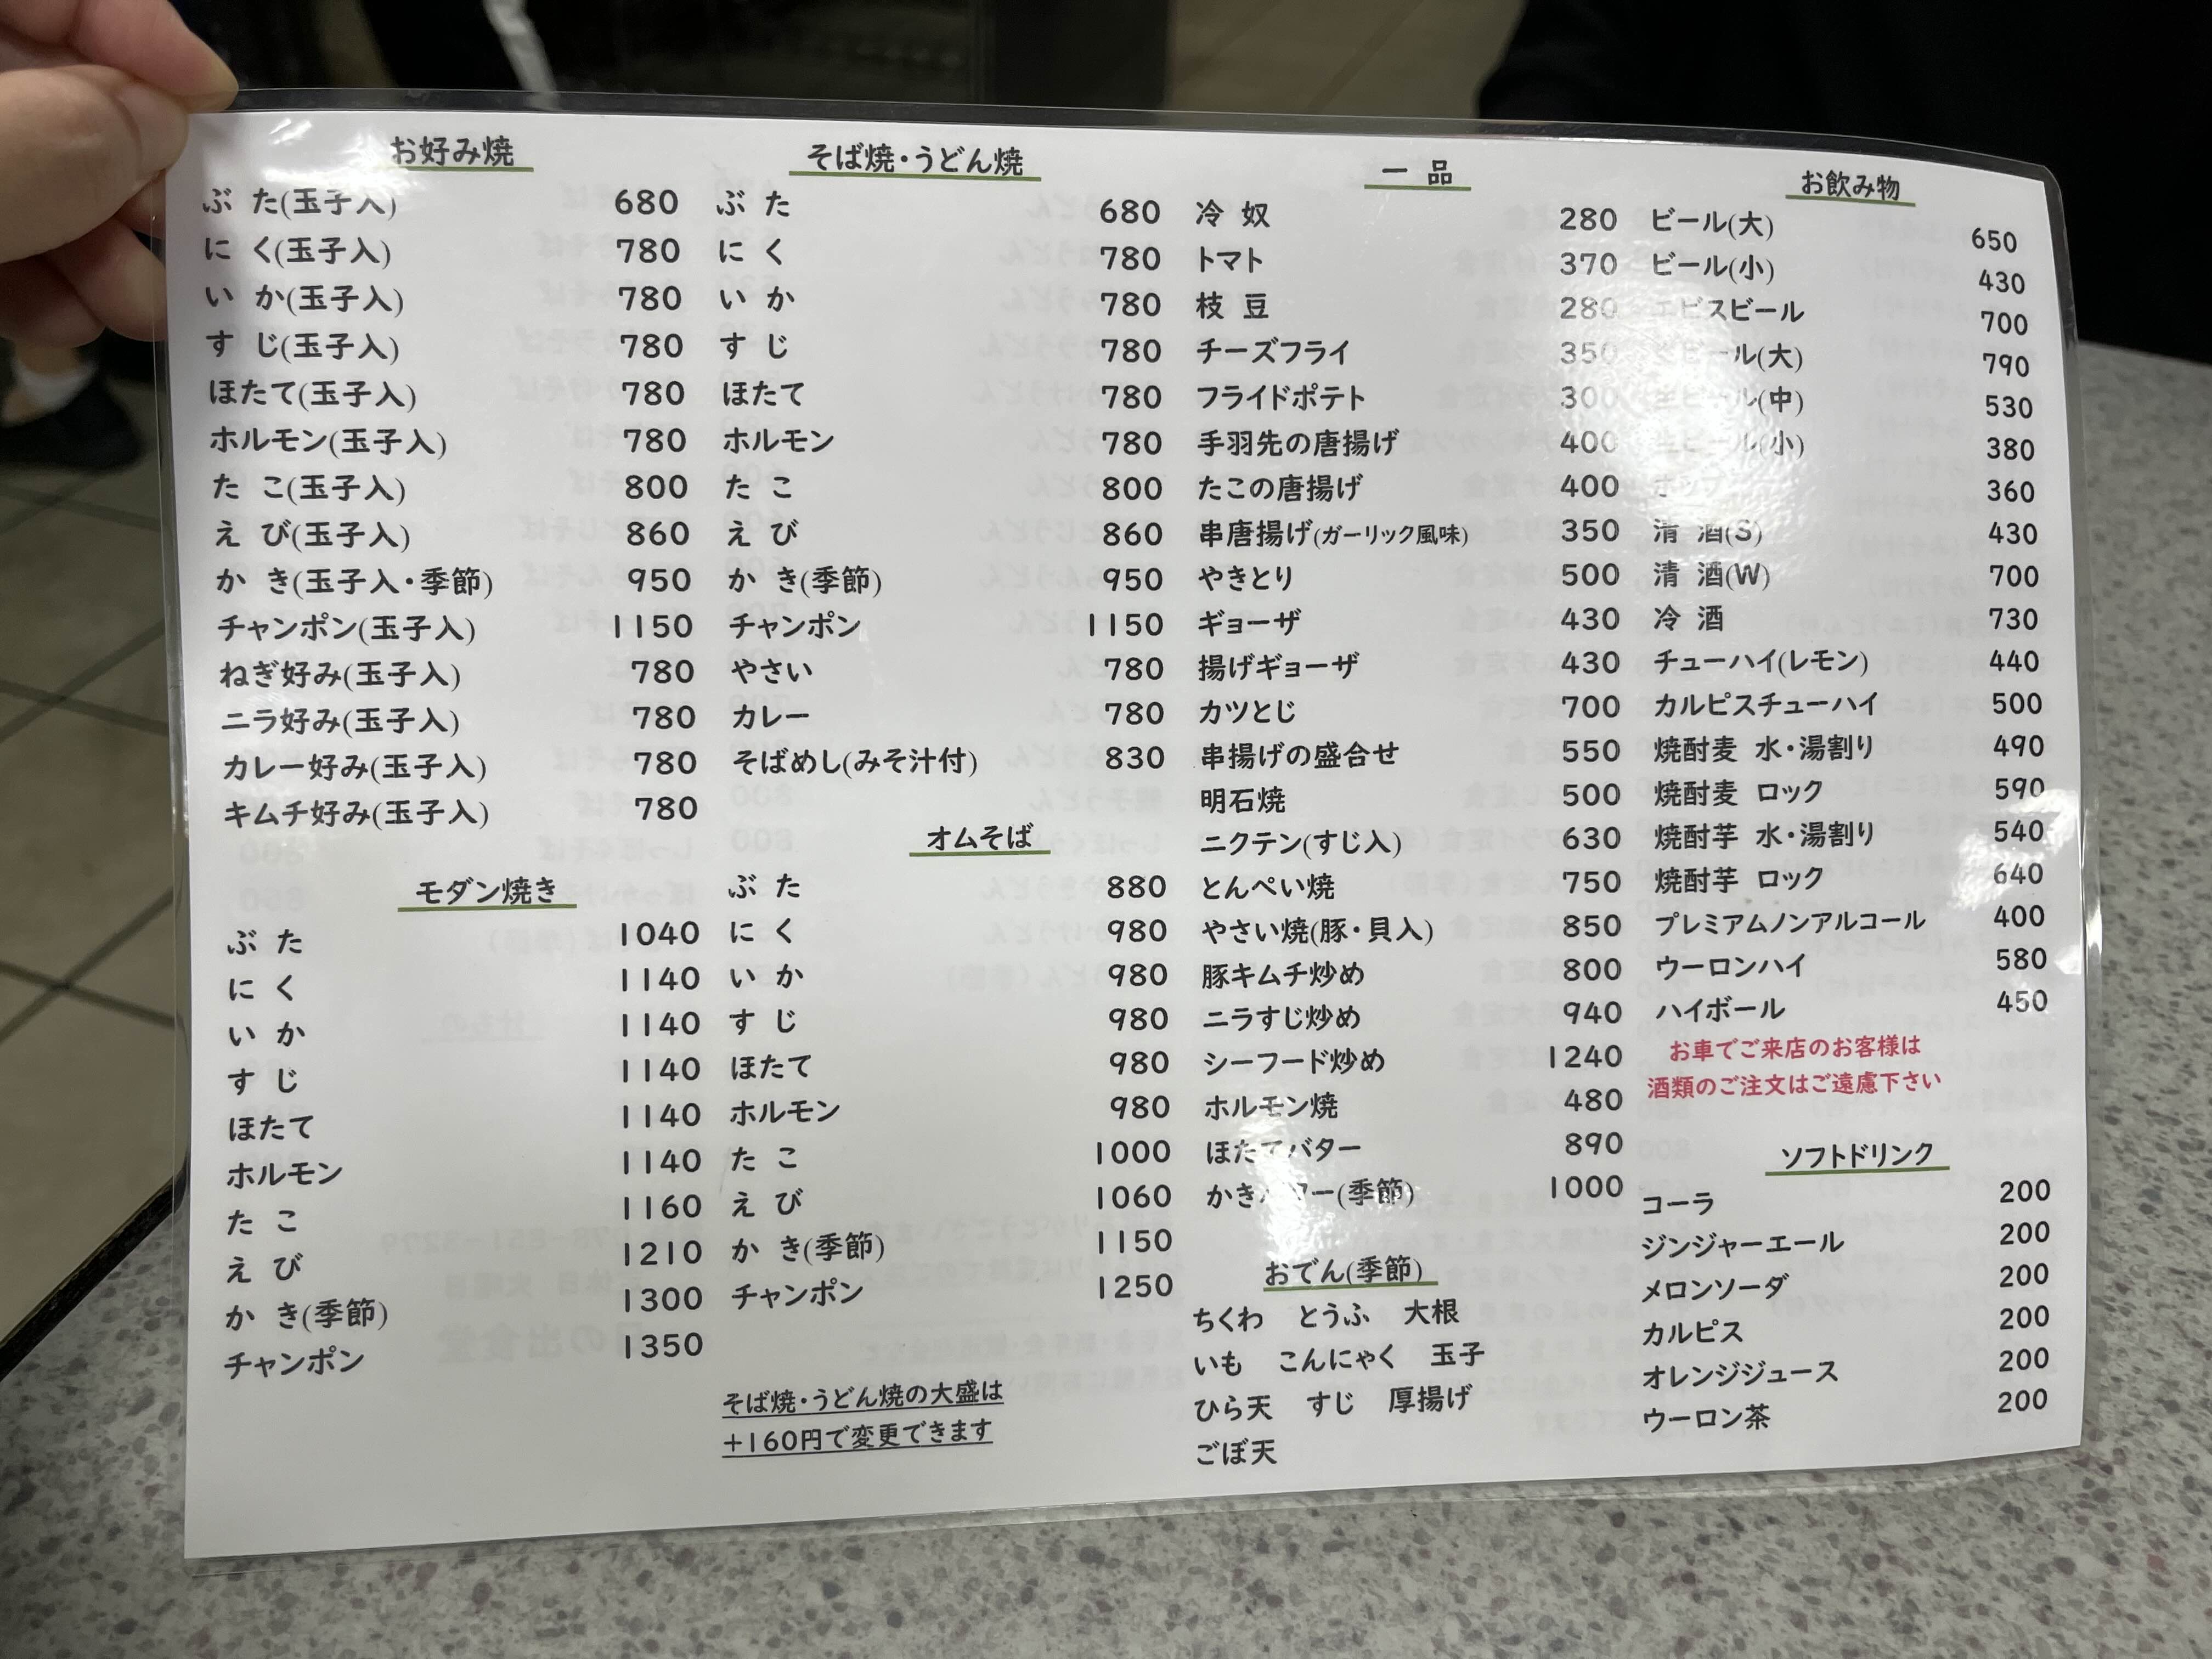 お好み焼
ぶ た(玉子入) 680
に く(玉子入) 780
い か(玉子入) 780
す じ(玉子入) 780
ほたて(玉子入) 780
ホルモン(玉子入) 780
た こ(玉子入) 800
え び(玉子入) 860
か き(玉子入・季節) 950
チャンポン(玉子入) 1150
ねぎ好み(玉子入) 780
ニラ好み(玉子入) 780
カレー好み(玉子入) 780
キムチ好み(玉子入) 780
モダン焼き
ぶ た 1040
に く 1140
い か 1140
す じ 1140
ほたて 1140
ホルモン 1140
た こ 1160
え び 1210
か き(季節) 1300
チャンポン 1350
そば焼・うどん焼
ぶ た 680
に く 780
い か 780
す じ 780
ほたて 780
ホルモン 780
た こ 800
え び 860
か き(季節) 950
チャンポン 1150
やさい 780
カレー 780
そばめし(みそ汁付) 830
オムそば
ぶ た 880
に く 980
い か 980
す じ 980
ほたて 980
ホルモン 980
た こ 1000
え び 1060
か き(季節) 1150
チャンポン 1250
そば焼・うどん焼の大盛は
+160円で変更できます
一 品
冷 奴 280
トマト 370
枝 豆 280
チーズフライ 350
フライドポテト 300
手羽先の唐揚げ 400
たこの唐揚げ 400
串唐揚げ(ガーリック風味) 350
やきとり 500
ギョーザ 430
揚げギョーザ 430
カツとじ 700
串揚げの盛合せ 550
明石焼 500
ニクテン(すじ入) 630
とんぺい焼 750
やさい焼(豚・貝入) 850
豚キムチ炒め 800
ニラすじ炒め 940
シーフード炒め 1240
ホルモン焼 480
ほたてバター 890
かきバター(季節) 1000
おでん(季節)
ちくわ とうふ 大根
いも こんにゃく 玉子
ひら天 すじ 厚揚げ
ごぼ天
お飲み物
ビール(大) 650
ビール(小) 430
エビスビール 700
生ビール(大) 790
生ビール(中) 530
生ビール(小) 380
360
清 酒(S) 430
清 酒(W) 700
冷 酒 730
チューハイ(レモン) 440
カルピスチューハイ 500
焼酎麦 水・湯割り 490
焼酎麦 ロック 590
焼酎芋 水・湯割り 540
焼酎芋 ロック 640
プレミアムノンアルコール 400
ウーロンハイ 580
ハイボール 450
お車でご来店のお客様は
酒類のご注文はご遠慮下さい
ソフトドリンク
コーラ 200
ジンジャーエール 200
メロンソーダ 200
カルピス 200
オレンジジュース 200
ウーロン茶 200